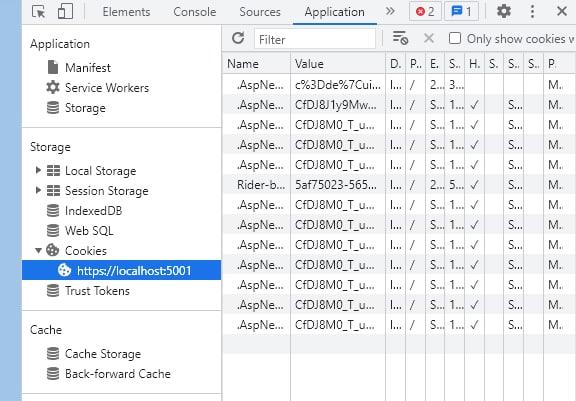 Elements Console Sources Application » 2 1
Application
Manifest
Service Workers
Storage
Storage
Local Storage
Session Storage
IndexedDB
Web SQL
Cookies
https://localhost:5001
Trust Tokens
Cache
Cache Storage
Back-forward Cache
Filter Only show cookies w
Name Value D. P.. E. S.. H. S. S.. S.. P.
.AspNe... c%3Dde%7Cui... l... / 2... 3... M..
.AspNe... CfDJ8J1y9Mw... l... / S... 1... ✓ S... M..
.AspNe... CfDJ8M0_T_u... l... / S... 1... ✓ S... M..
.AspNe... CfDJ8M0_T_u... l... / S... 1... ✓ S... M..
.AspNe... CfDJ8M0_T_u... l... / S... 1... ✓ S... M..
Rider-b... 5af75023-565... l... / 2... 5... ✓ S... M..
.AspNe... CfDJ8M0_T_u... l... / S... 1... ✓ S... M..
.AspNe... CfDJ8M0_T_u... l... / S... 1... ✓ S... M..
.AspNe... CfDJ8M0_T_u... l... / S... 1... ✓ S... M..
.AspNe... CfDJ8M0_T_u... l... / S... 1... ✓ S... M..
.AspNe... CfDJ8M0_T_u... l... / S... 1... ✓ S... M..
.AspNe... CfDJ8M0_T_u... l... / S... 1... ✓ S... M..
.AspNe... CfDJ8M0_T_u... l... / S... 1... ✓ S... M..